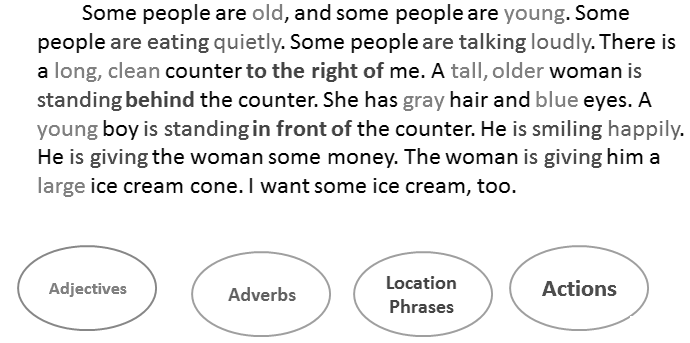 Some people are old, and some people are young. Some
people are eating quietly. Some people are talking loudly. There is
a long, clean counter to the right of me. A tall, older woman is
standing behind the counter. She has gray hair and blue eyes. A
young boy is standing in front of the counter. He is smiling happily.
He is giving the woman some money. The woman is giving him a
large ice cream cone. I want some ice cream, too.
Adjectives
Adverbs
Location
Phrases
Actions